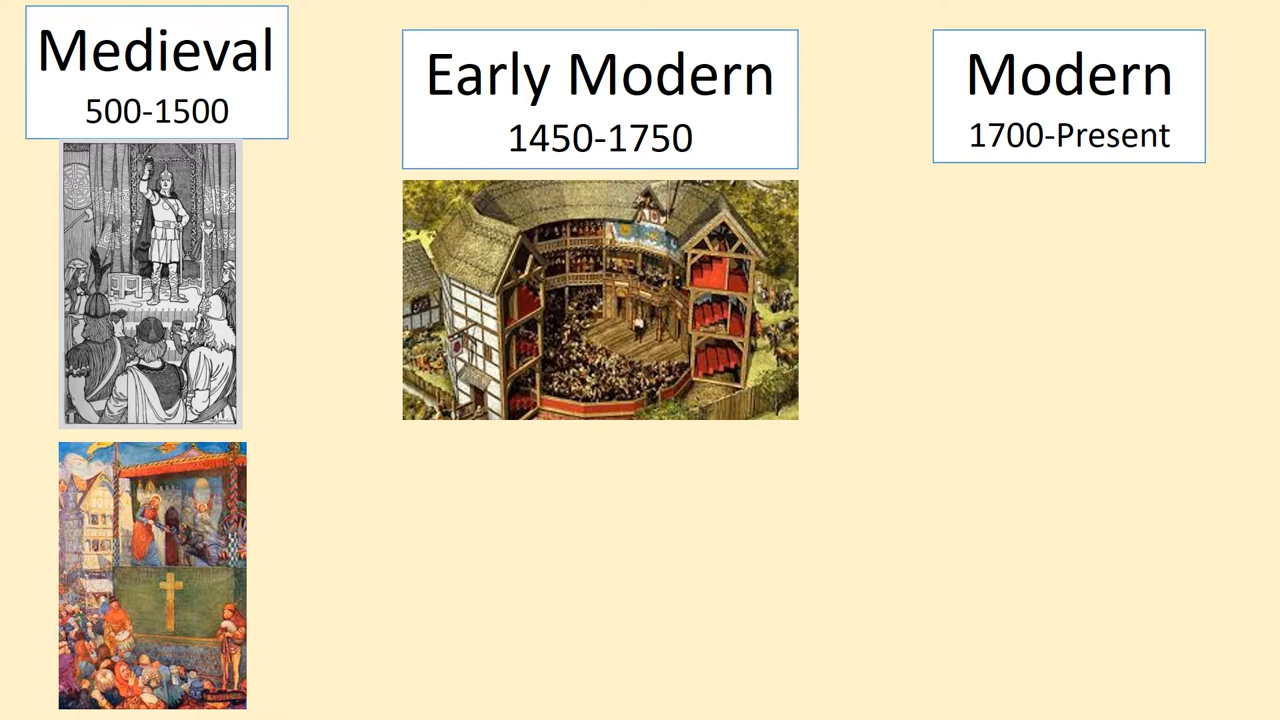 Medieval
500-1500
Early Modern
1450-1750
Modern
1700-Present